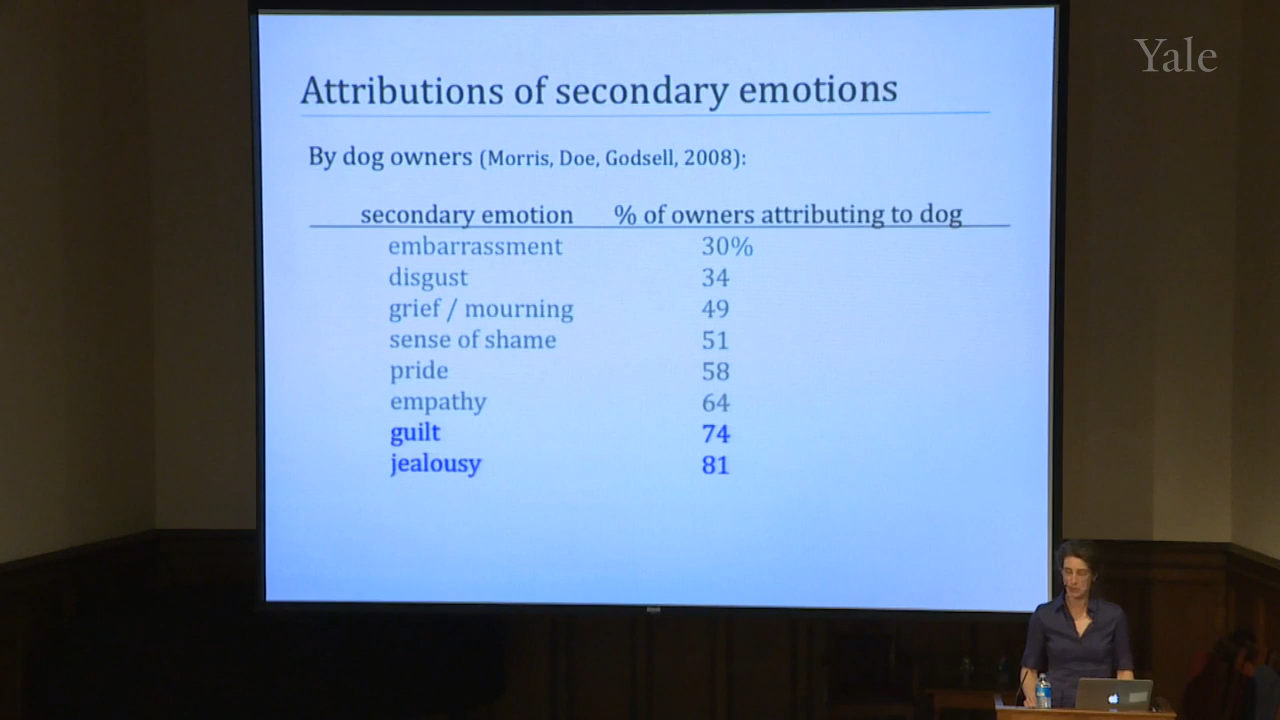 Yale
Attributions of secondary emotions
By dog owners (Morris, Doe, Godsell, 2008):
secondary emotion % of owners attributing to dog
embarrassment 30%
disgust 34
grief / mourning 49
sense of shame 51
pride 58
empathy 64
guilt 74
jealousy 81